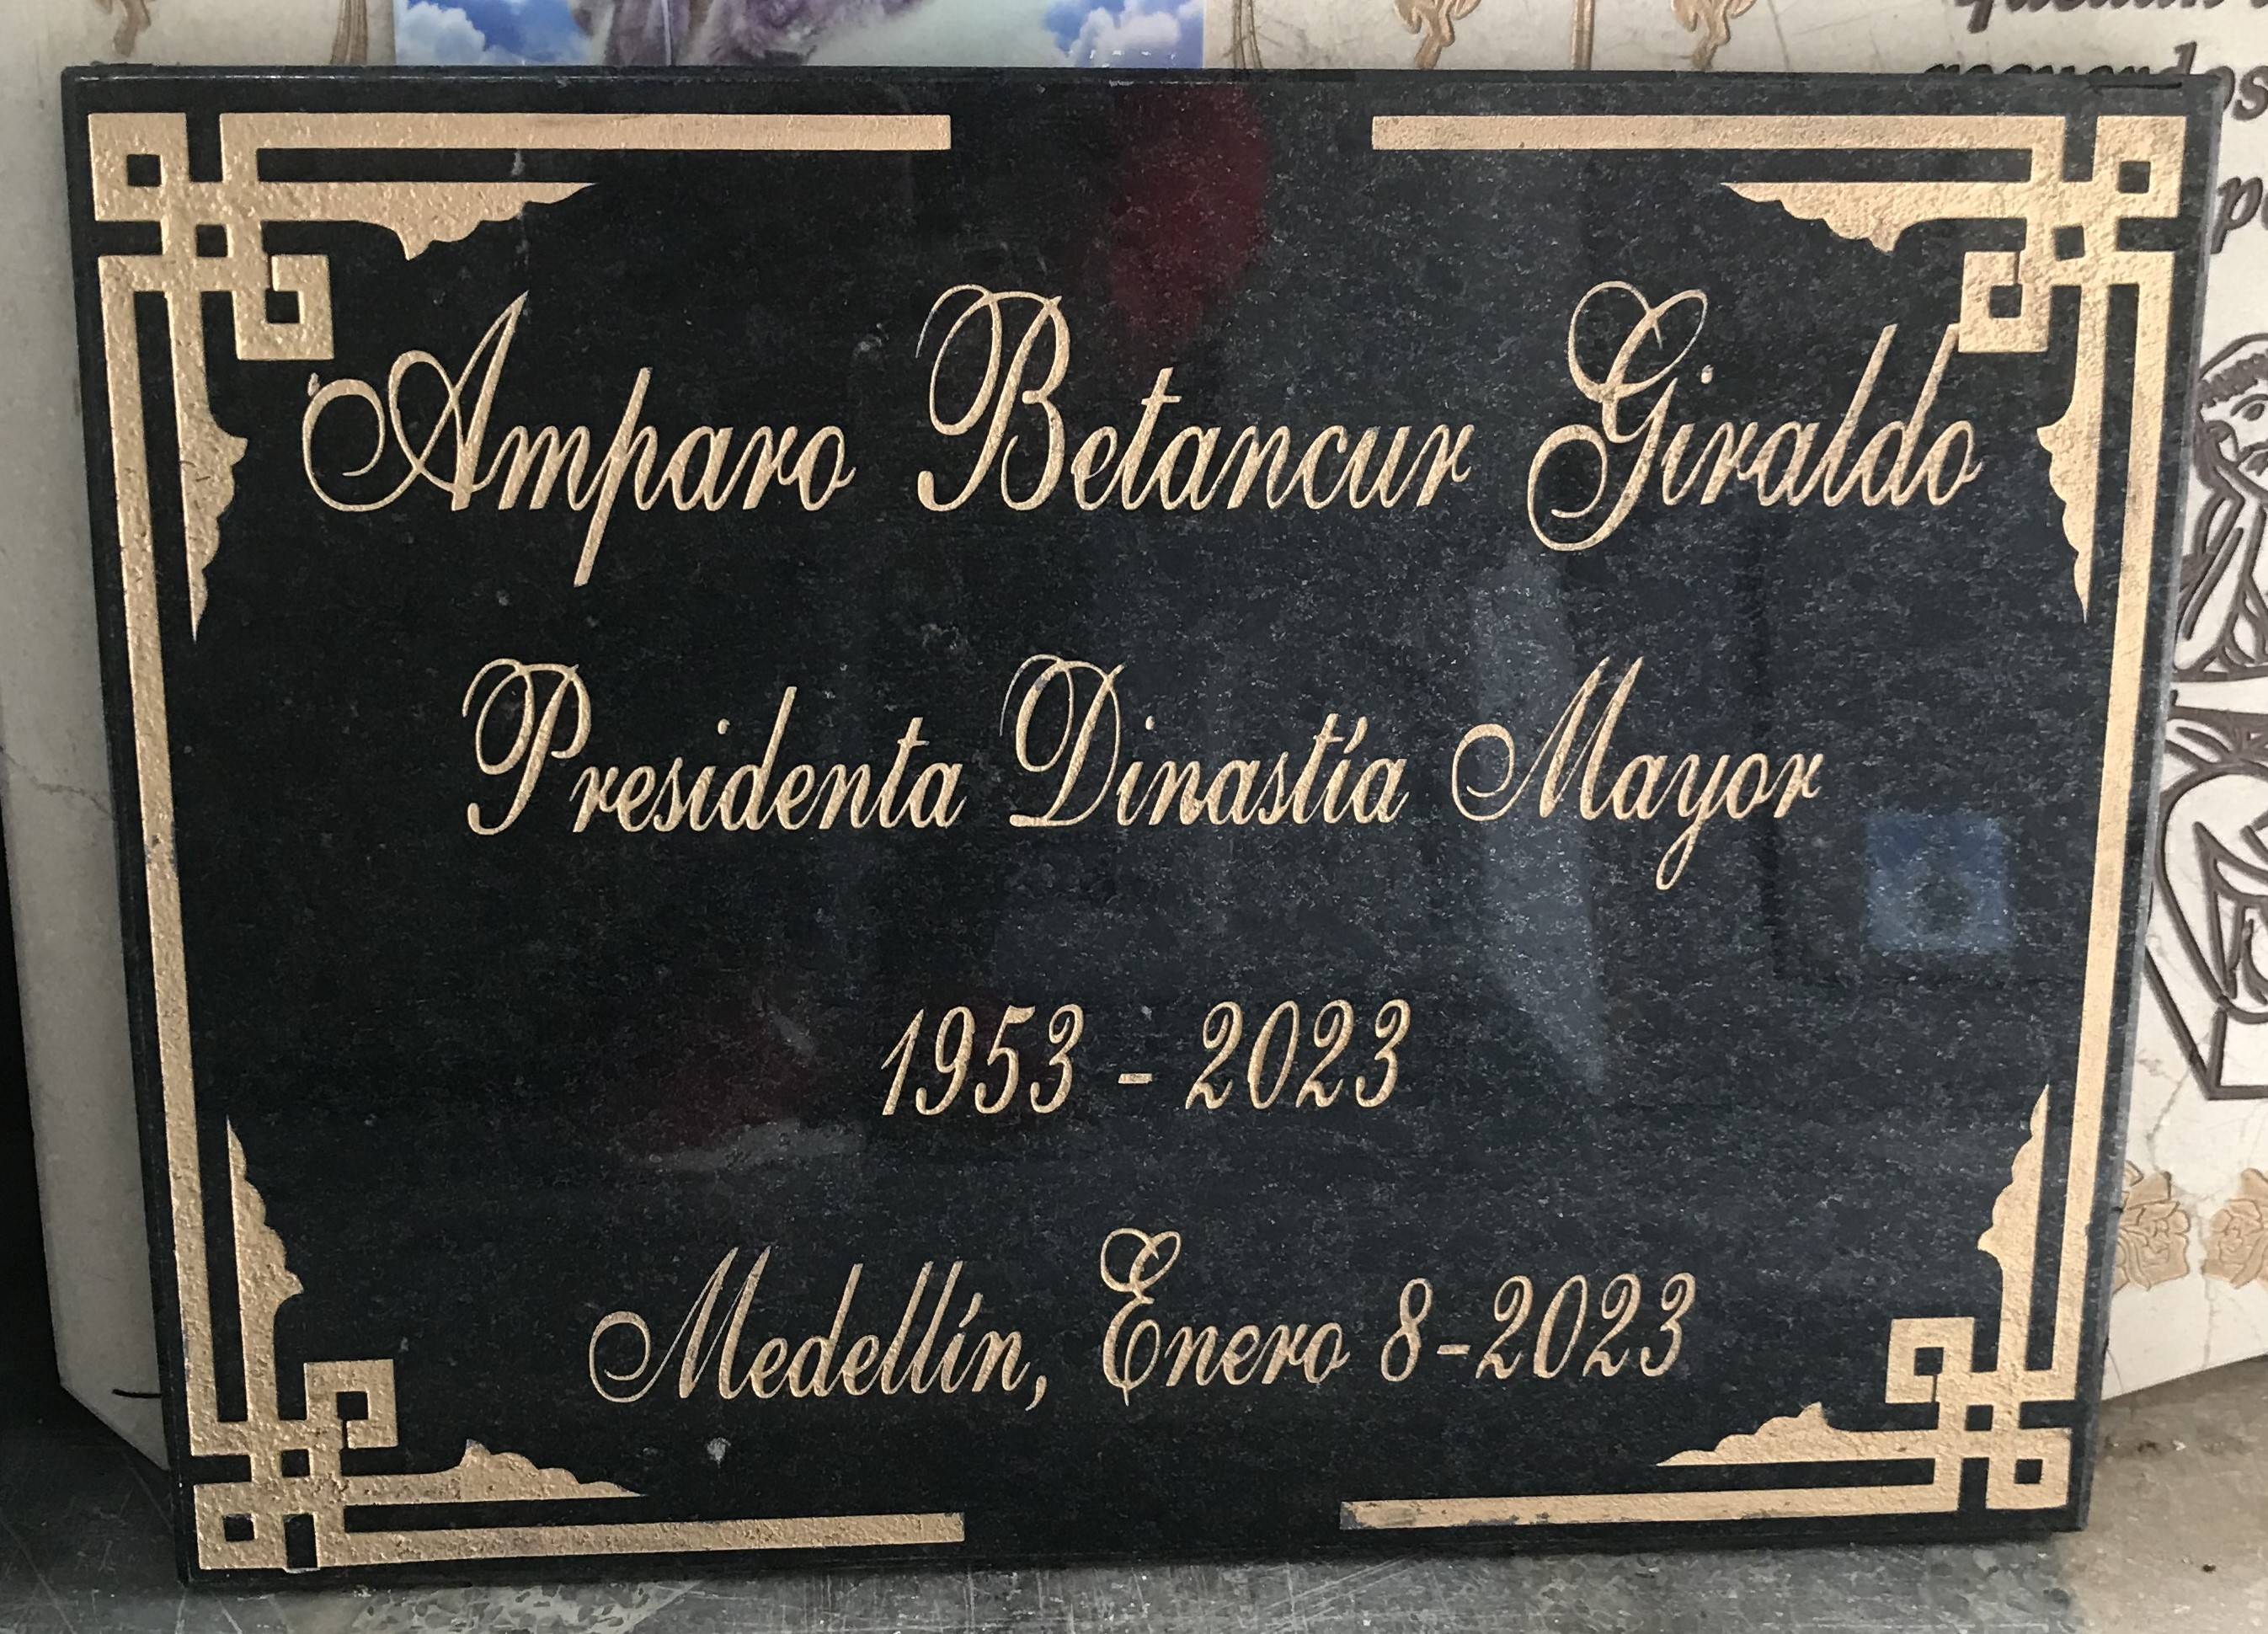 Amparo Betancur Giraldo
Presidenta Dinastía Mayor
1953 - 2023
Medellín, Enero 8-2023